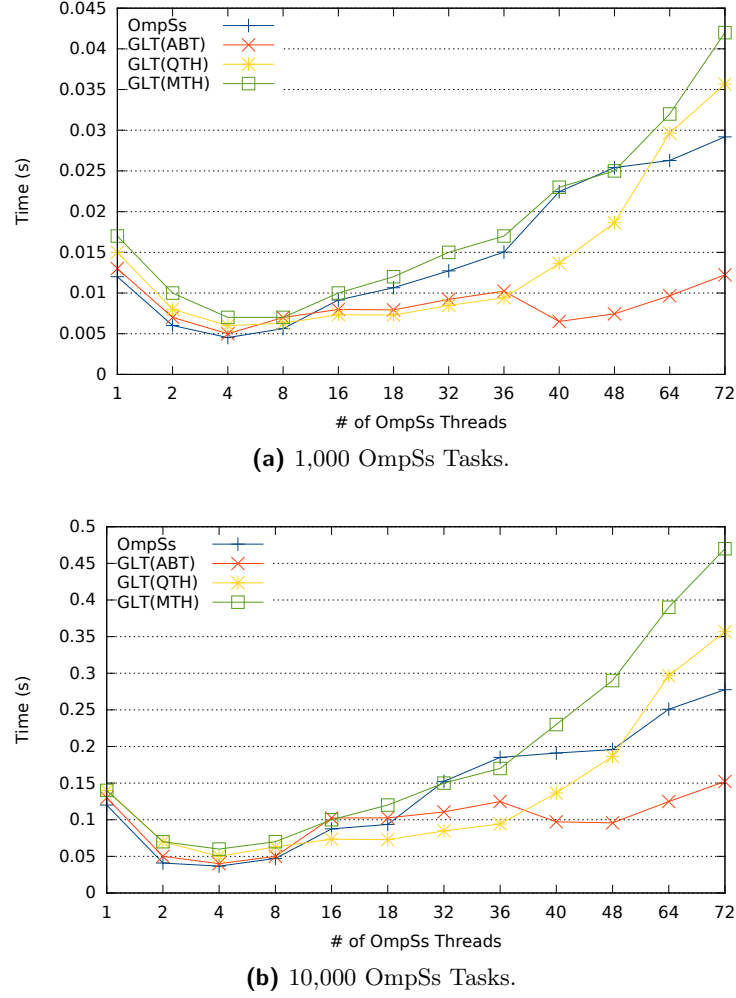 0.045
0.04
0.035
0.03
0.025
0.02
0.015
0.01
0.005
0
Time (s)
OmpSs
GLT(ABT)
GLT(QTH)
GLT(MTH)
1 2 4 8 16 18 32 36 40 48 64 72
# of OmpSs Threads
(a) 1,000 OmpSs Tasks.
0.5
0.45
0.4
0.35
0.3
0.25
0.2
0.15
0.1
0.05
0
Time (s)
OmpSs
GLT(ABT)
GLT(QTH)
GLT(MTH)
1 2 4 8 16 18 32 36 40 48 64 72
# of OmpSs Threads
(b) 10,000 OmpSs Tasks.